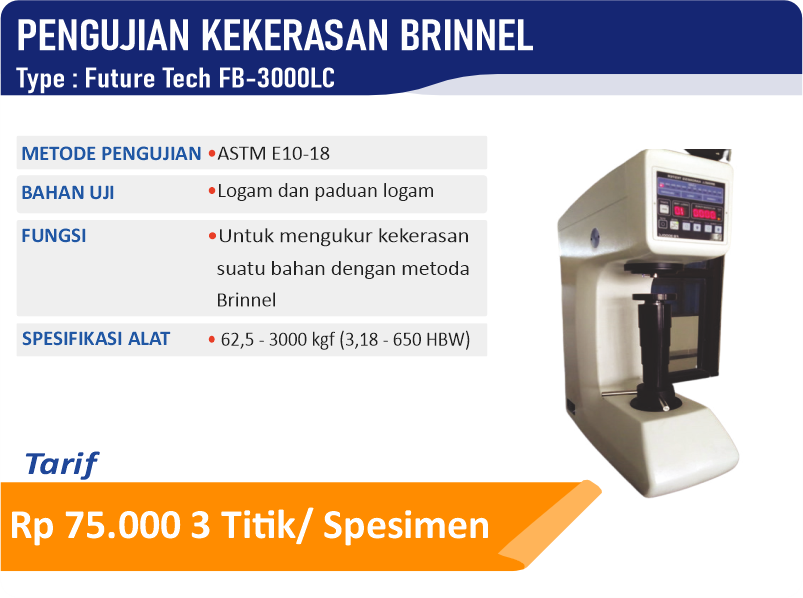 PENGUJIAN KEKERASAN BRINNEL
Type : Future Tech FB-3000LC
METODE PENGUJIAN •ASTM E10-18
BAHAN UJI •Logam dan paduan logam
FUNGSI •Untuk mengukur kekerasan
suatu bahan dengan metoda
Brinnel
SPESIFIKASI ALAT • 62,5 - 3000 kgf (3,18 - 650 HBW)
Tarif
Rp 75.000 3 Titik/ Spesimen